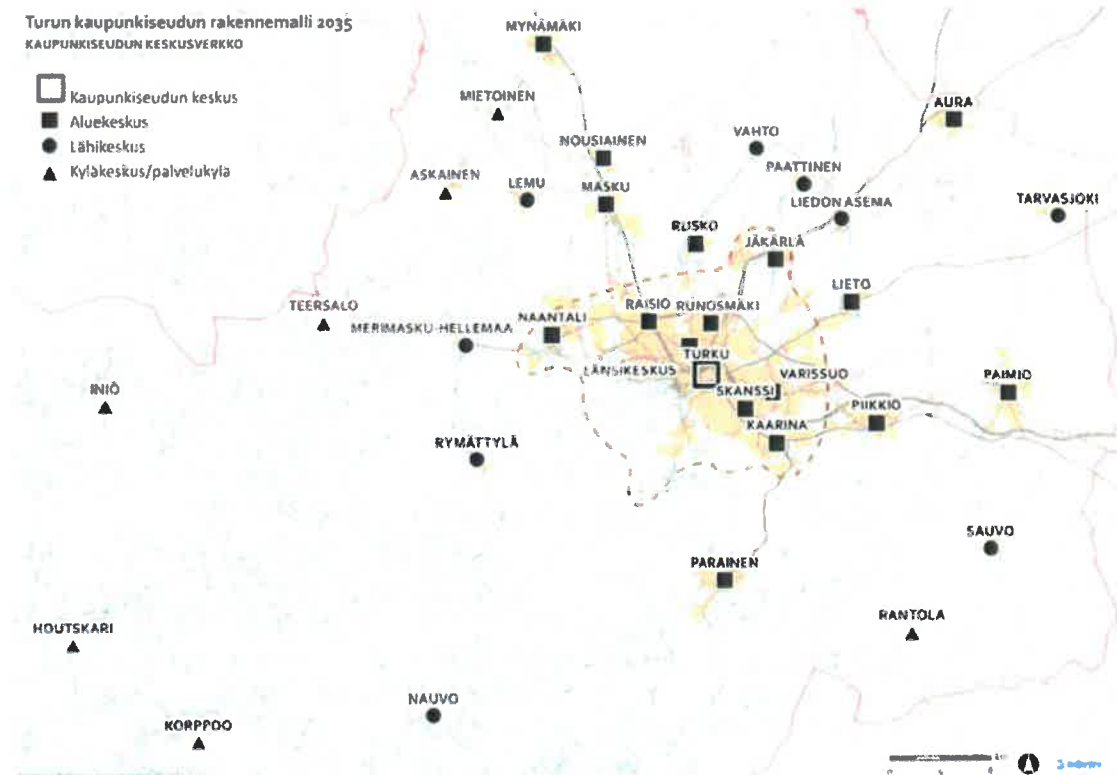 Turun kaupunkiseudun rakennemalli 2035
KAUPUNKISEUDUN KESKUSVERKKO
Kaupunkiseudun keskus
Aluekeskus
Lähikeskus
Kyläkeskus/palvelukylä
MYNÄMÄKI
MIETOINEN
AURA
NOUSIAINEN
VAHTO
ASKAINEN
LEMU
MASKU
PAATTINEN
LIEDON ASEMA
TARVASJOKI
RUSKO
JÄKÄRLÄ
LIETO
TEERSALO
NAANTALI
RAISIO
RUNOSMÄKI
MERIMASKU-HELLEMAA
TURKU
LÄNSIKESKUS
VARISSUO
PAIMIO
INIÖ
SKANSSI
PIIKKIÖ
KAARINA
RYMÄTTYLÄ
SAUVO
PARAINEN
RANTOLA
HOUTSKARI
NAUVO
KORPPOO
km